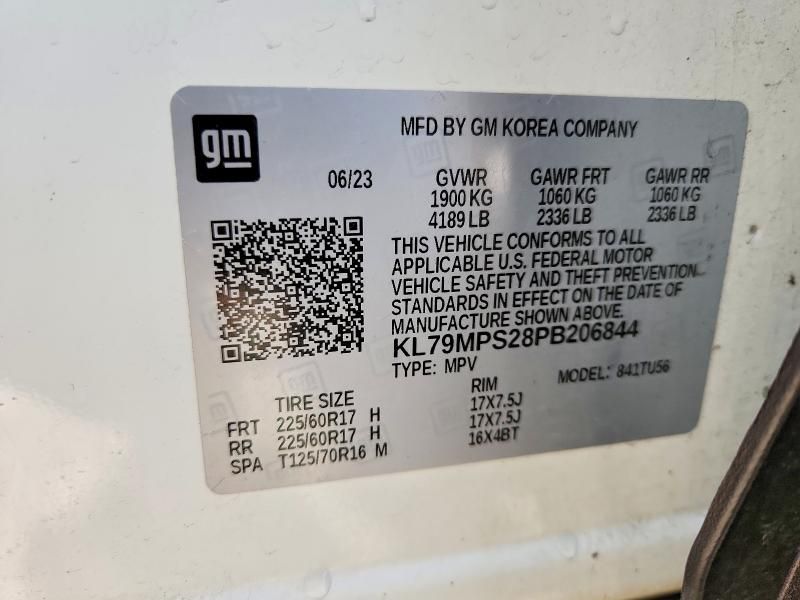 gm
MFD BY GM KOREA COMPANY
06/23 GVWR GAWR FRT GAWR RR
1900 KG 1060 KG 1060 KG
4189 LB 2336 LB 2336 LB
THIS VEHICLE CONFORMS TO ALL
APPLICABLE U.S. FEDERAL MOTOR
VEHICLE SAFETY AND THEFT PREVENTION
STANDARDS IN EFFECT ON THE DATE OF
MANUFACTURE SHOWN ABOVE.
KL79MPS28PB206844
TYPE: MPV MODEL: 841TU56
TIRE SIZE RIM
FRT 225/60R17 H 17X7.5J
RR 225/60R17 H 17X7.5J
SPA T125/70R16 M 16X4BT